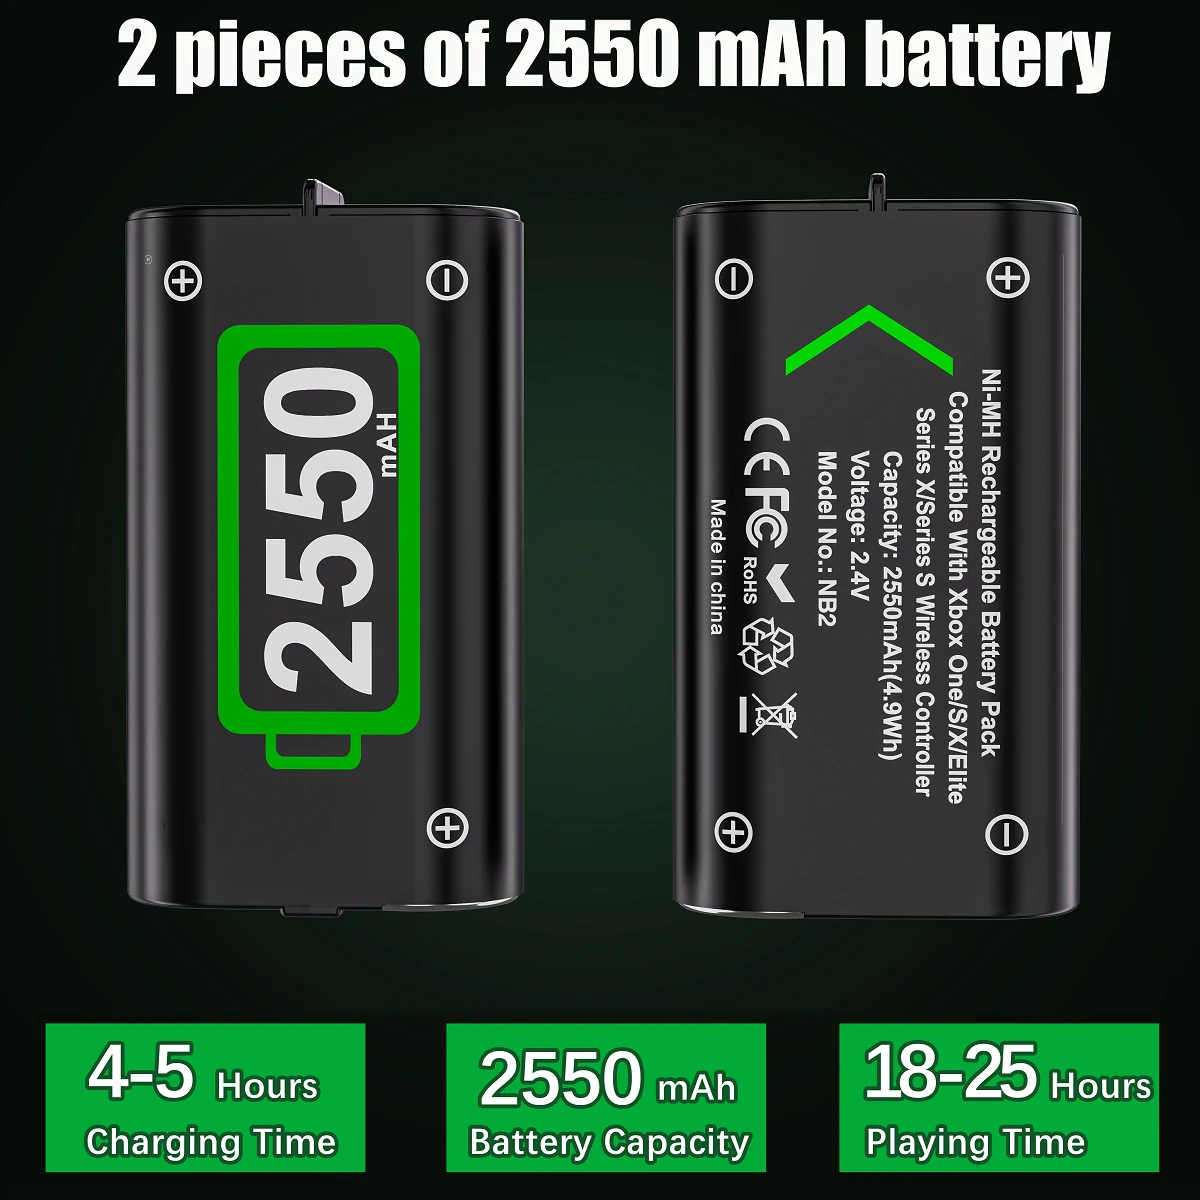 2 pieces of 2550 mAh battery
2550
mAH
Ni-MH Rechargeable Battery Pack
Compatible With Xbox One/S/X/Elite
Series X/Series S Wireless Controller
Capacity: 2550mAh(4.9Wh)
Voltage: 2.4V
Model No.: NB2
CE FC RoHS
Made in china
4-5 Hours
Charging Time
2550 mAh
Battery Capacity
18-25 Hours
Playing Time